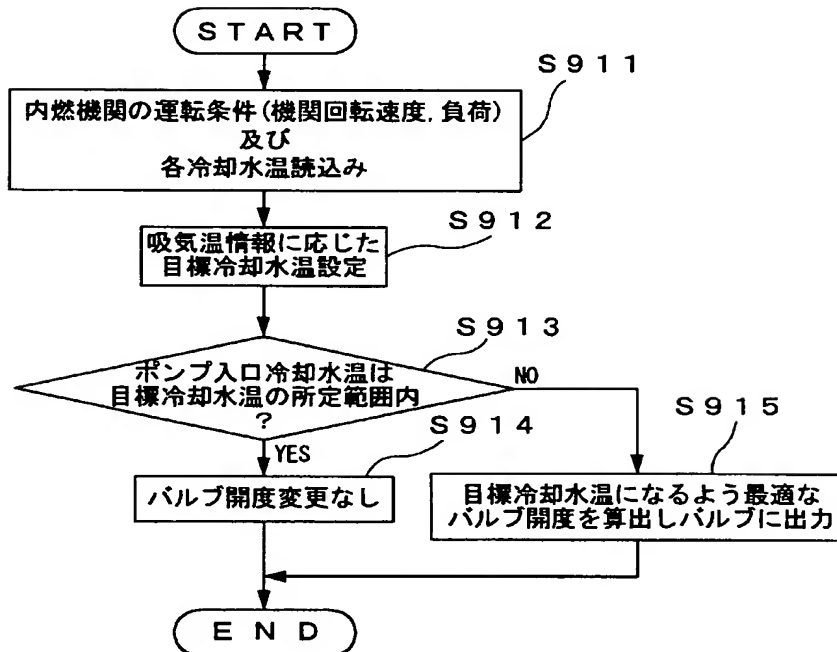 START
S911
内燃機関の運転条件(機関回転速度,負荷)
及び
各冷却水温読込み
S912
吸気温情報に応じた
目標冷却水温設定
S913
ポンプ入口冷却水温は
目標冷却水温の所定範囲内
?
NO
YES
S914
バルブ開度変更なし
S915
目標冷却水温になるよう最適な
バルブ開度を算出しバルブに出力
END